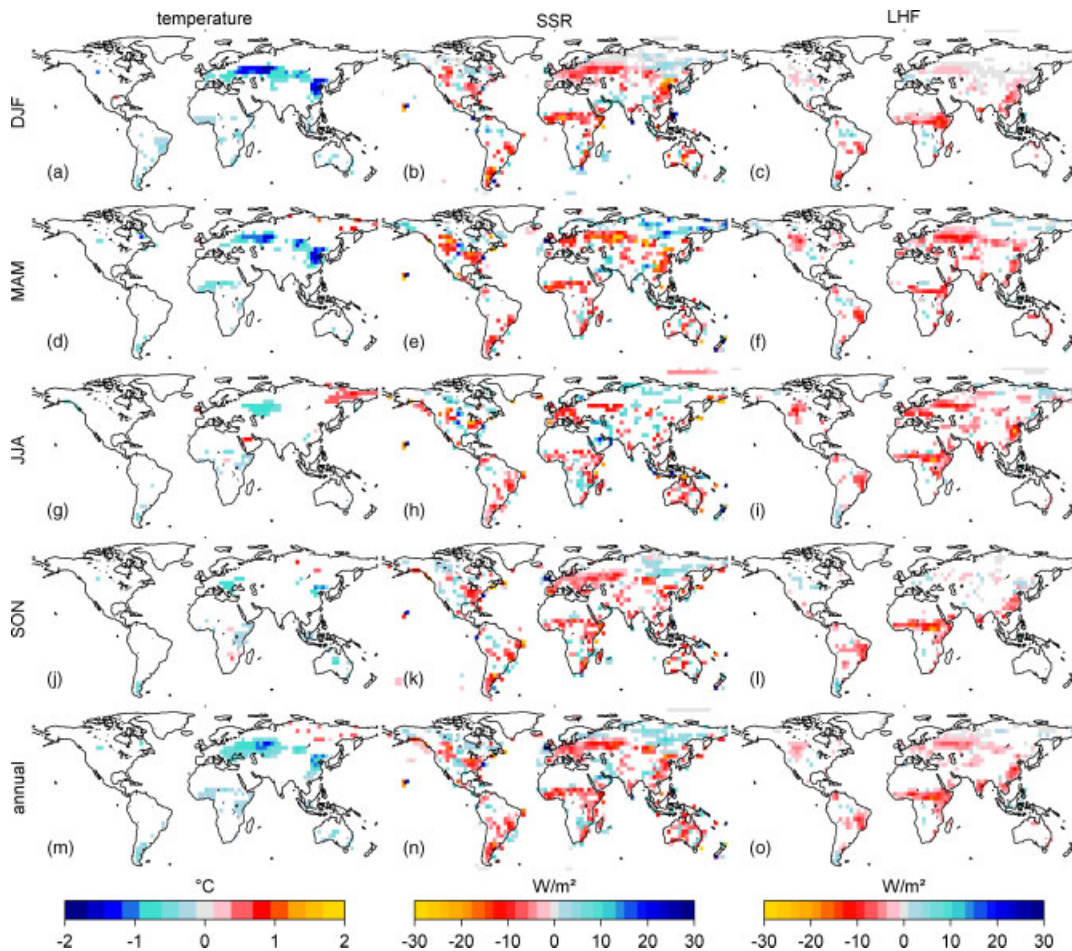 temperature SSR LHF
DJF
(a) (b) (c)
MAM
(d) (e) (f)
JJA
(g) (h) (i)
SON
(j) (k) (l)
annual
(m) (n) (o)
°C W/m² W/m²
-2 -1 0 1 2 -30 -20 -10 0 10 20 30 -30 -20 -10 0 10 20 30